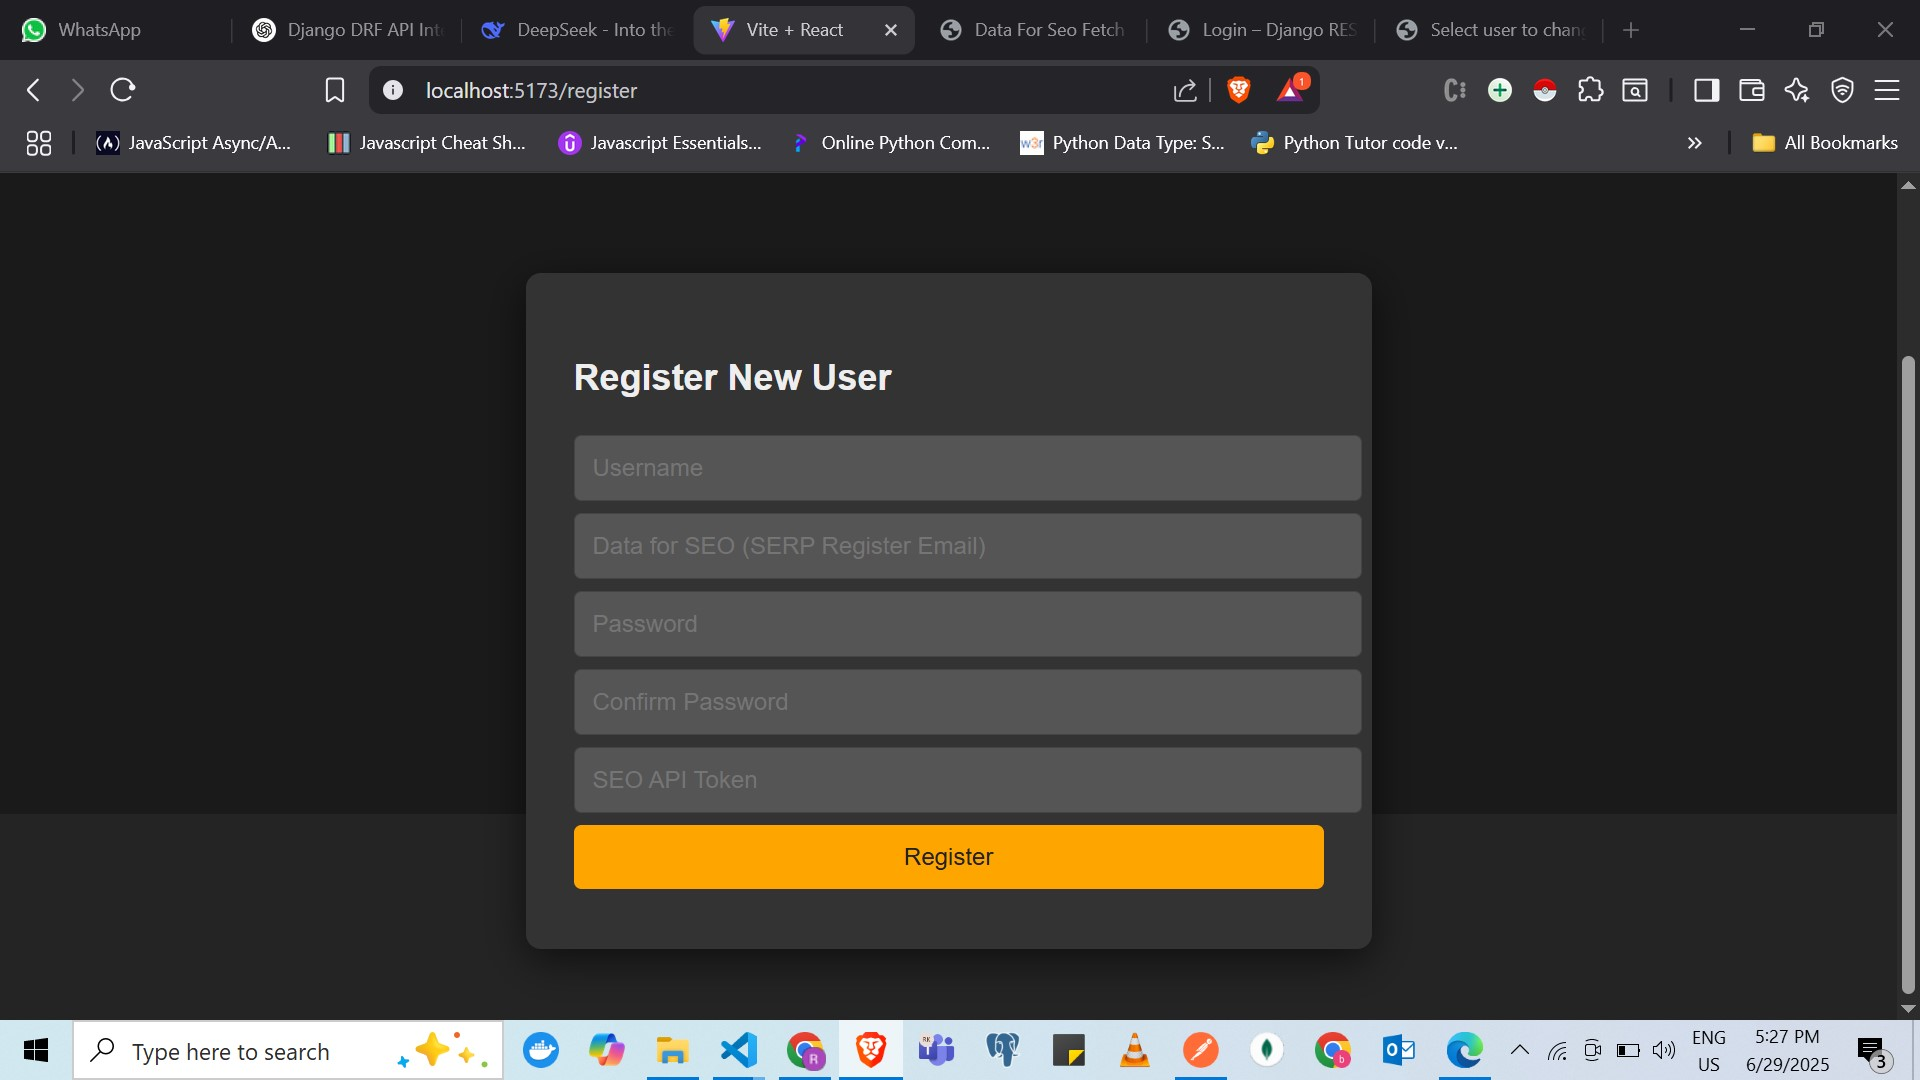 WhatsApp
Django DRF API Int
DeepSeek - Into the
Vite + React
Data For Seo Fetch
Login – Django RES
Select user to chan
localhost:5173/register
1
JavaScript Async/A...
Javascript Cheat Sh...
Javascript Essentials...
Online Python Com...
w3r
Python Data Type: S...
Python Tutor code v...
All Bookmarks
Register New User
Username
Data for SEO (SERP Register Email)
Password
Confirm Password
SEO API Token
Register
Type here to search
R
RK
b
ENG
US
5:27 PM
6/29/2025
3